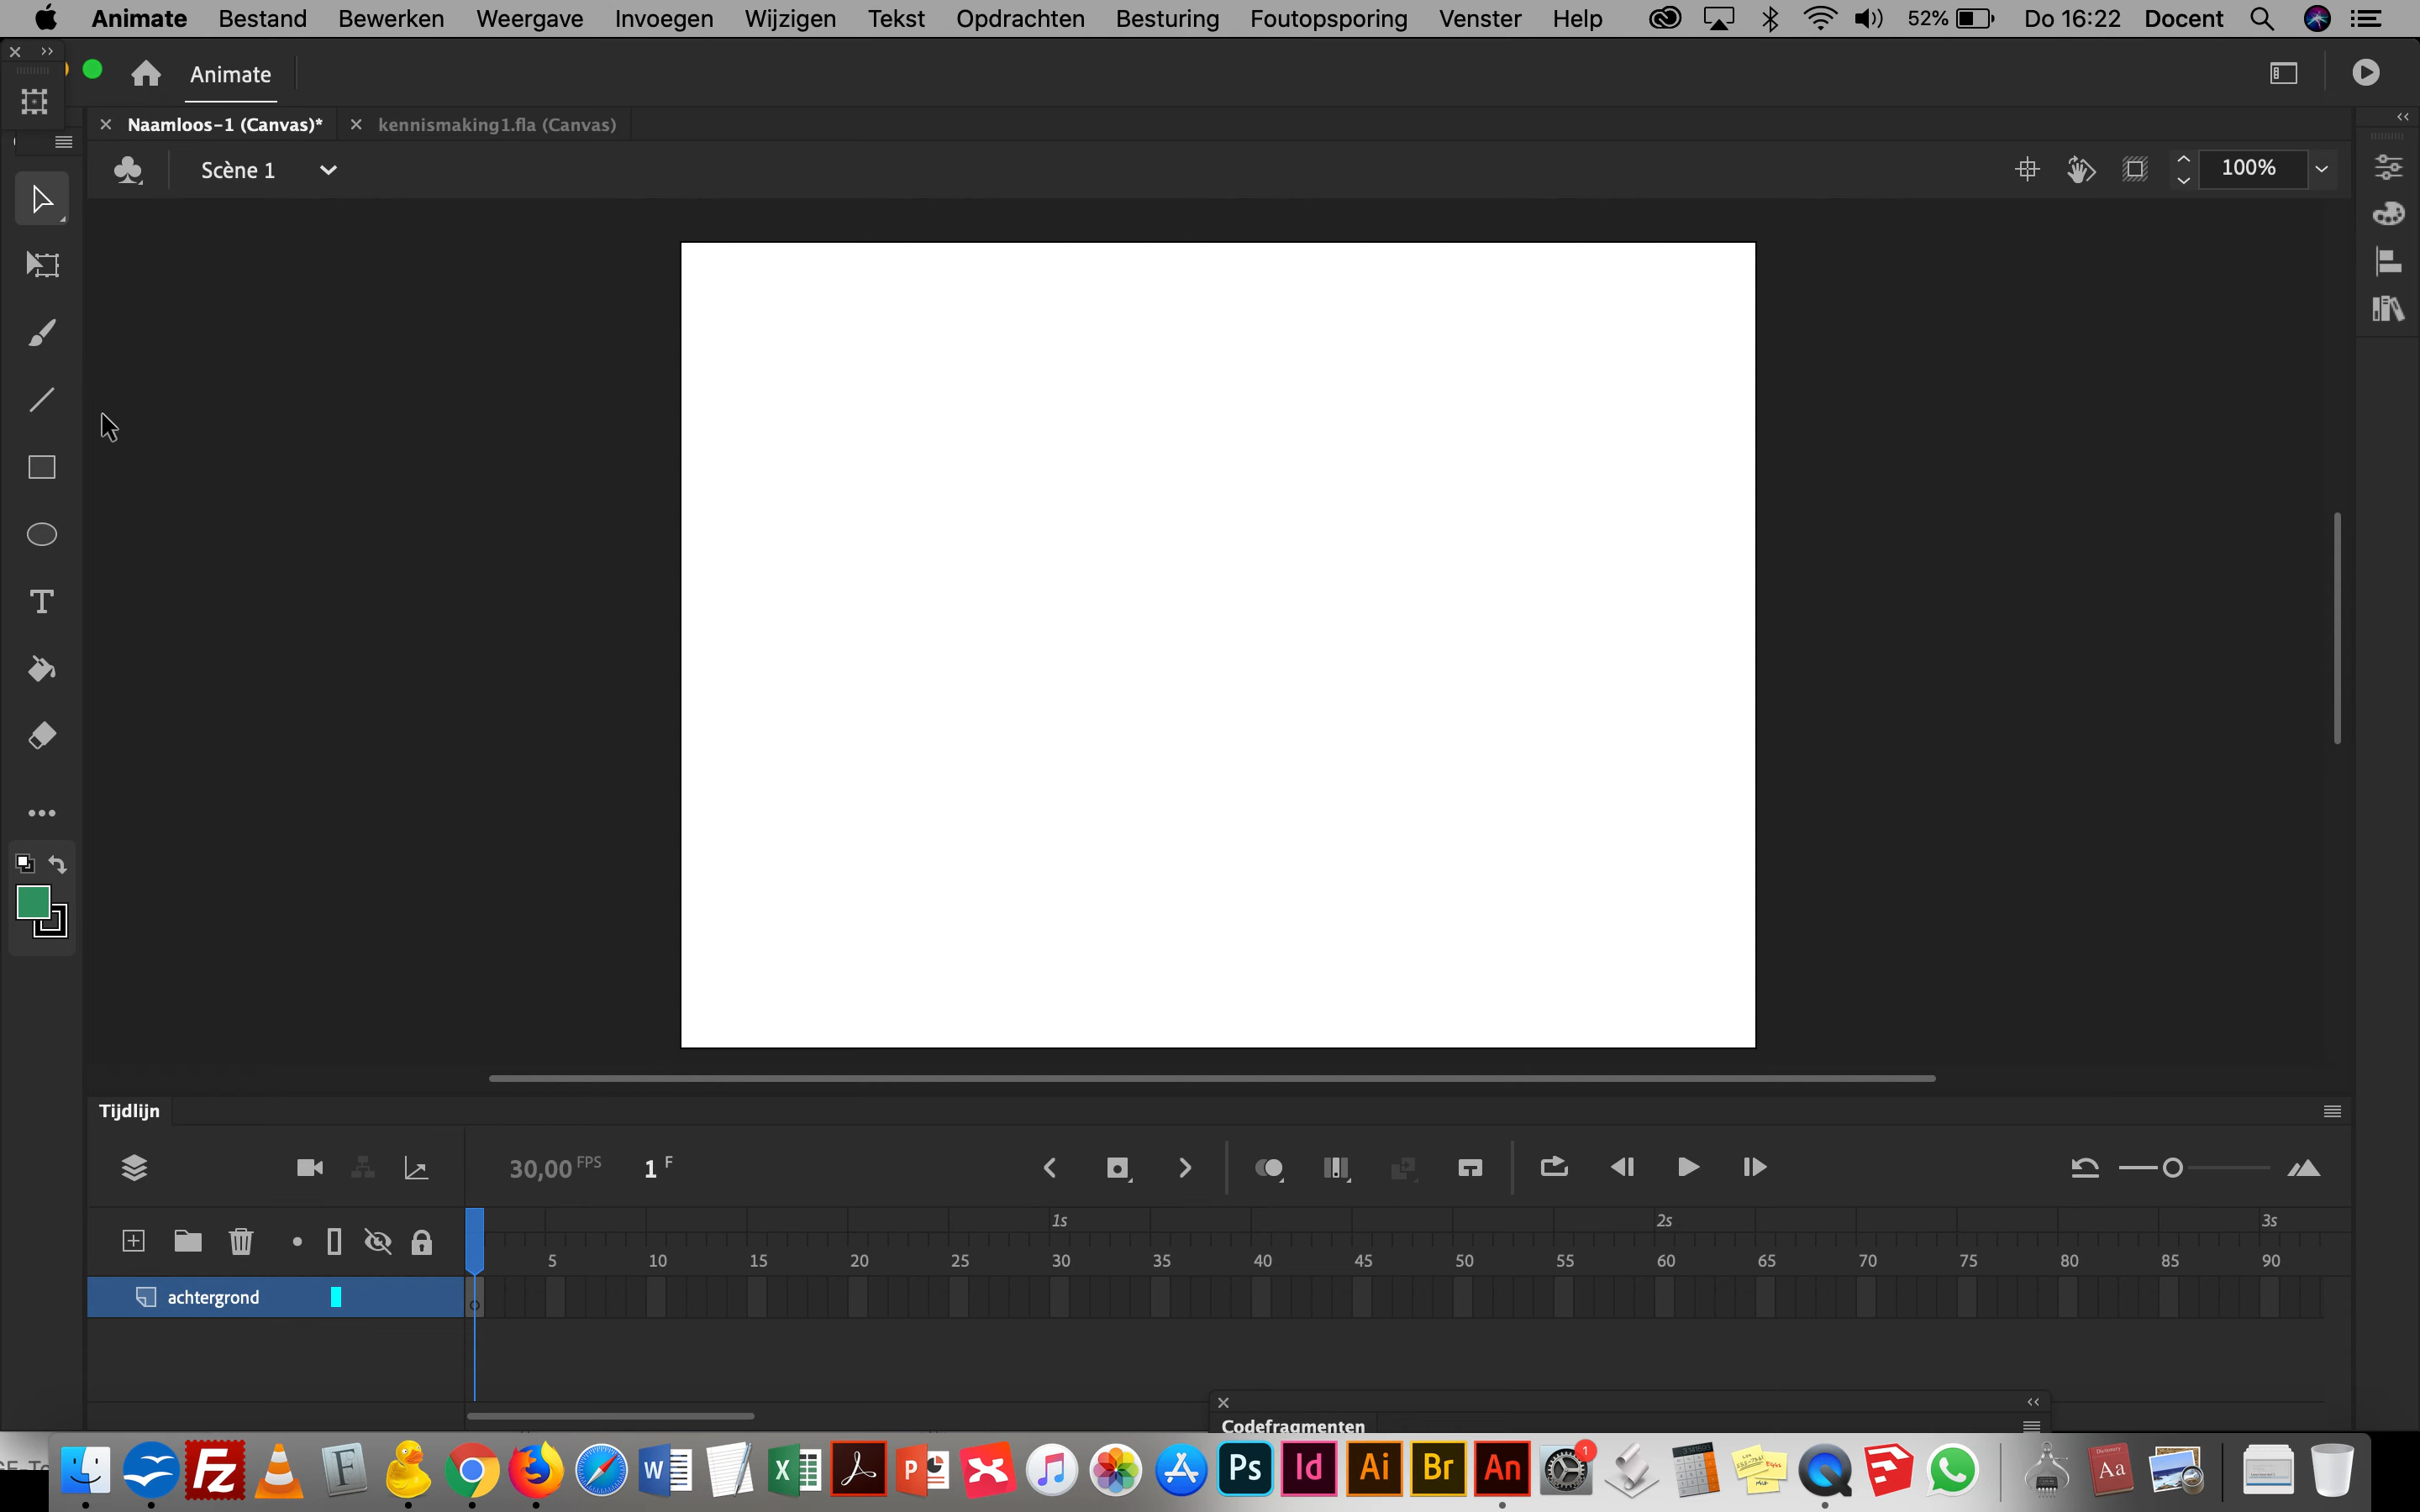 Animate Bestand Bewerken Weergave Invoegen Wijzigen Tekst Opdrachten Besturing Foutopsporing Venster Help 52% Do 16:22 Docent
Animate
Naamloos-1 (Canvas)* kennismaking1.fla (Canvas)
Scène 1 100%
T
Tijdlijn
30,00 FPS 1 F
1s 2s 3s
5 10 15 20 25 30 35 40 45 50 55 60 65 70 75 80 85 90
achtergrond
Codefragmenten
Fz F W X P Ps Id Ai Br An 1 Aa